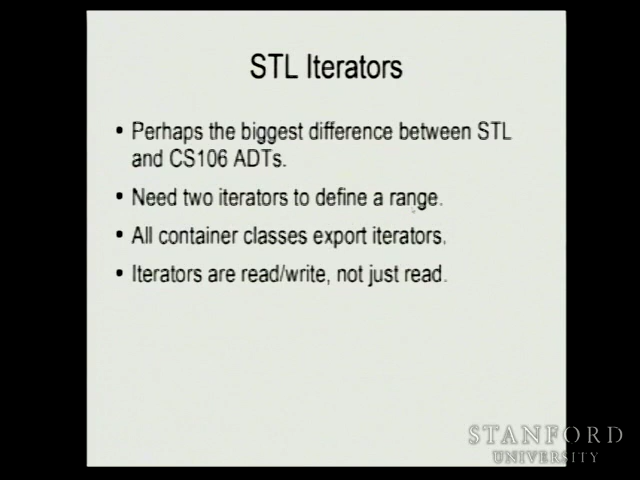 STL Iterators
• Perhaps the biggest difference between STL
and CS106 ADTs.
• Need two iterators to define a range.
• All container classes export iterators.
• Iterators are read/write, not just read.
STANFORD
UNIVERSITY